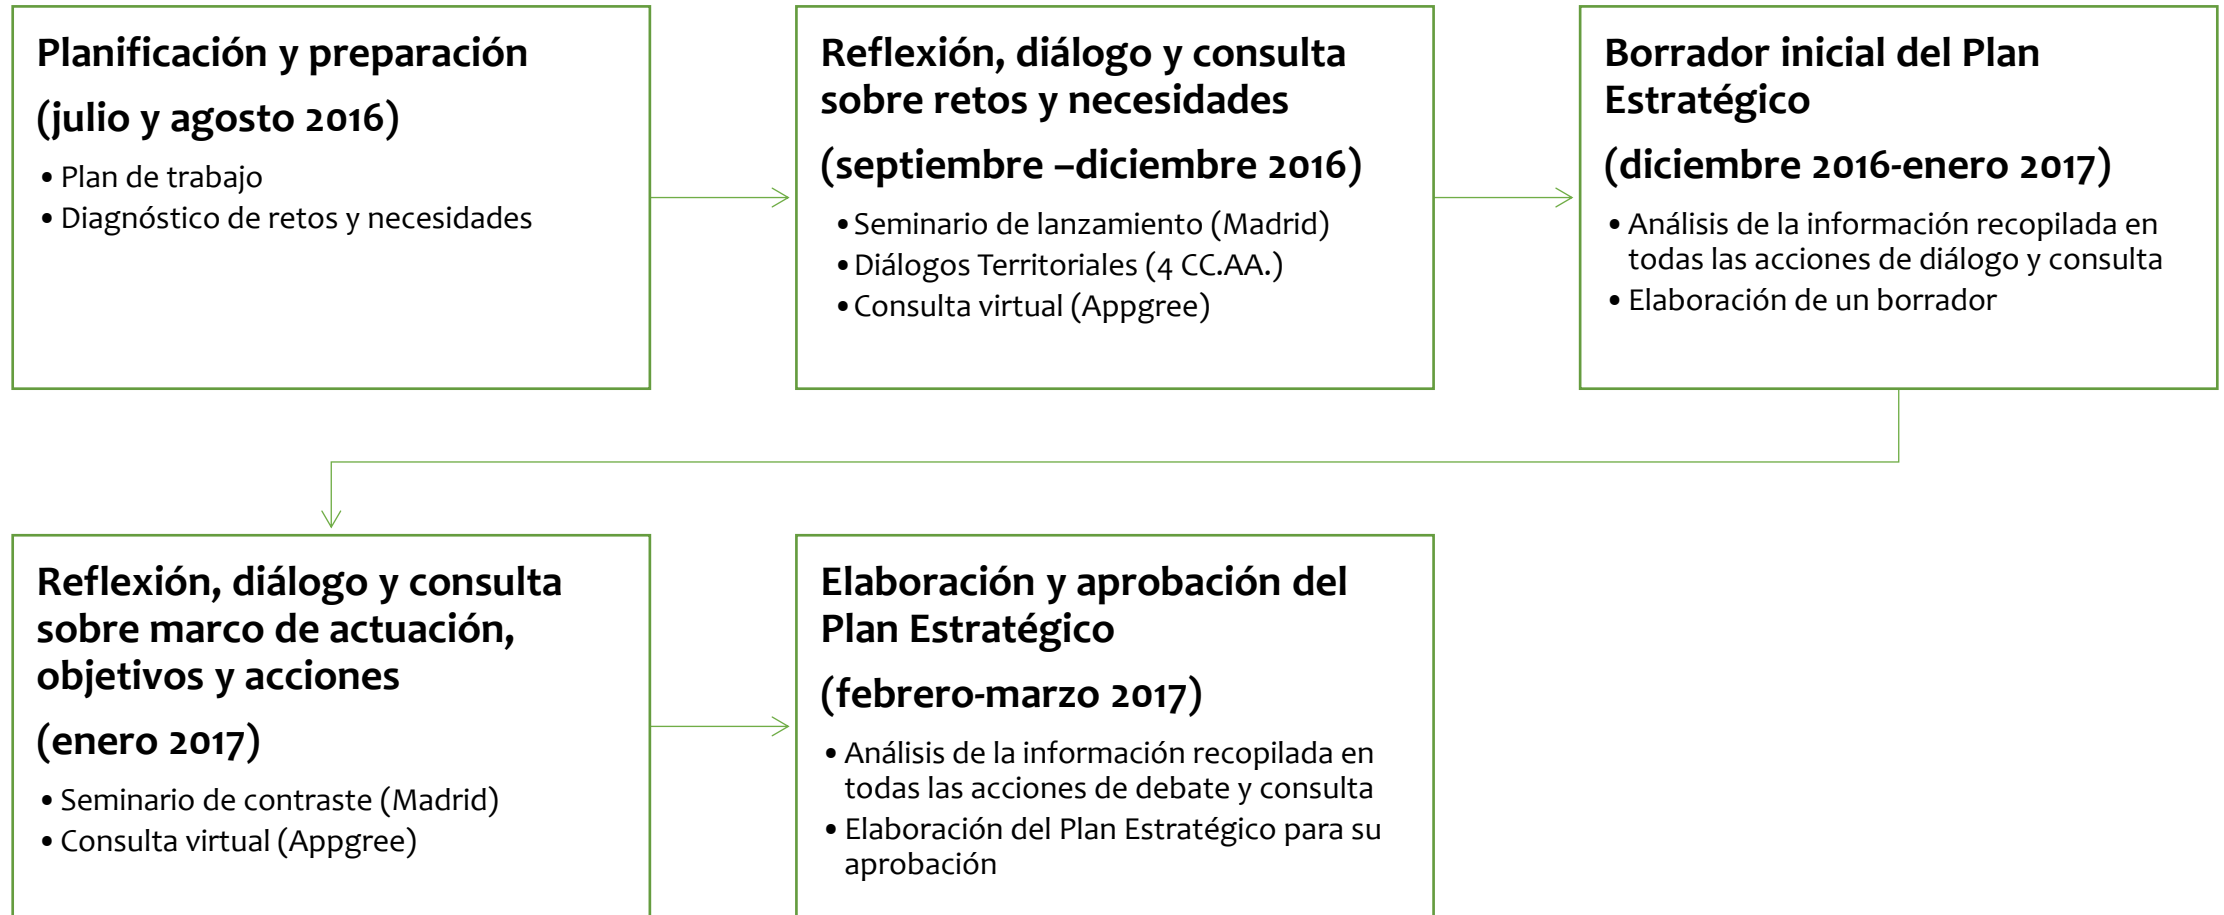 Planificación y preparación
(julio y agosto 2016)
• Plan de trabajo
• Diagnóstico de retos y necesidades
Reflexión, diálogo y consulta
sobre retos y necesidades
(septiembre –diciembre 2016)
• Seminario de lanzamiento (Madrid)
• Diálogos Territoriales (4 CC.AA.)
• Consulta virtual (Appgree)
Borrador inicial del Plan
Estratégico
(diciembre 2016-enero 2017)
• Análisis de la información recopilada en
todas las acciones de diálogo y consulta
• Elaboración de un borrador
Reflexión, diálogo y consulta
sobre marco de actuación,
objetivos y acciones
(enero 2017)
• Seminario de contraste (Madrid)
• Consulta virtual (Appgree)
Elaboración y aprobación del
Plan Estratégico
(febrero-marzo 2017)
• Análisis de la información recopilada en
todas las acciones de debate y consulta
• Elaboración del Plan Estratégico para su
aprobación